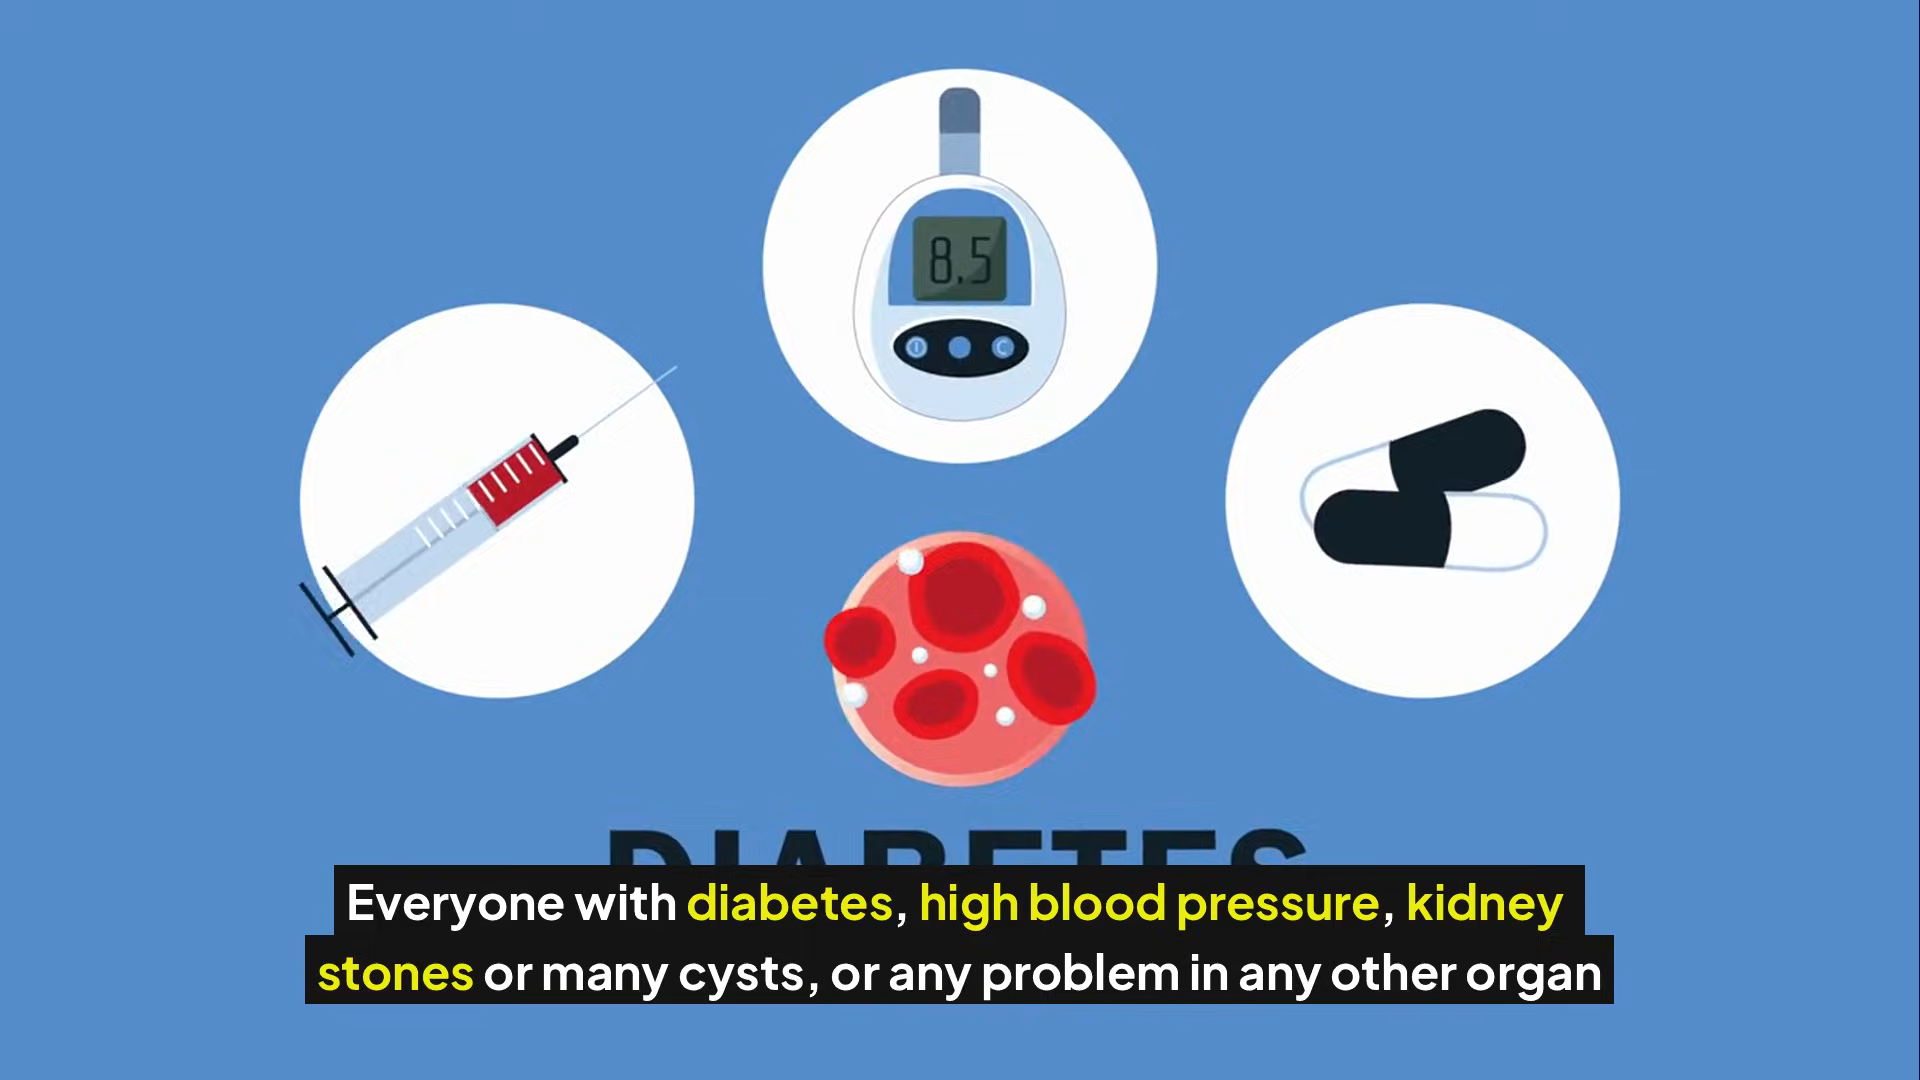 8.5
DIABETES
Everyone with diabetes, high blood pressure, kidney
stones or many cysts, or any problem in any other organ